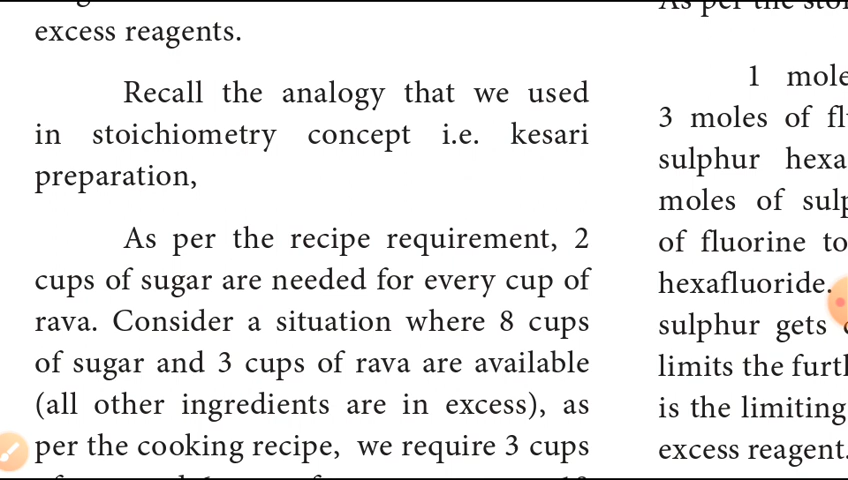 excess reagents.
Recall the analogy that we used
in stoichiometry concept i.e. kesari
preparation,
As per the recipe requirement, 2
cups of sugar are needed for every cup of
rava. Consider a situation where 8 cups
of sugar and 3 cups of rava are available
(all other ingredients are in excess), as
per the cooking recipe, we require 3 cups
As per the
1 mole
3 moles of
sulphur
moles of
of fluorine to
hexafluoride.
sulphur gets
limits the
is the limiting
excess reagent.